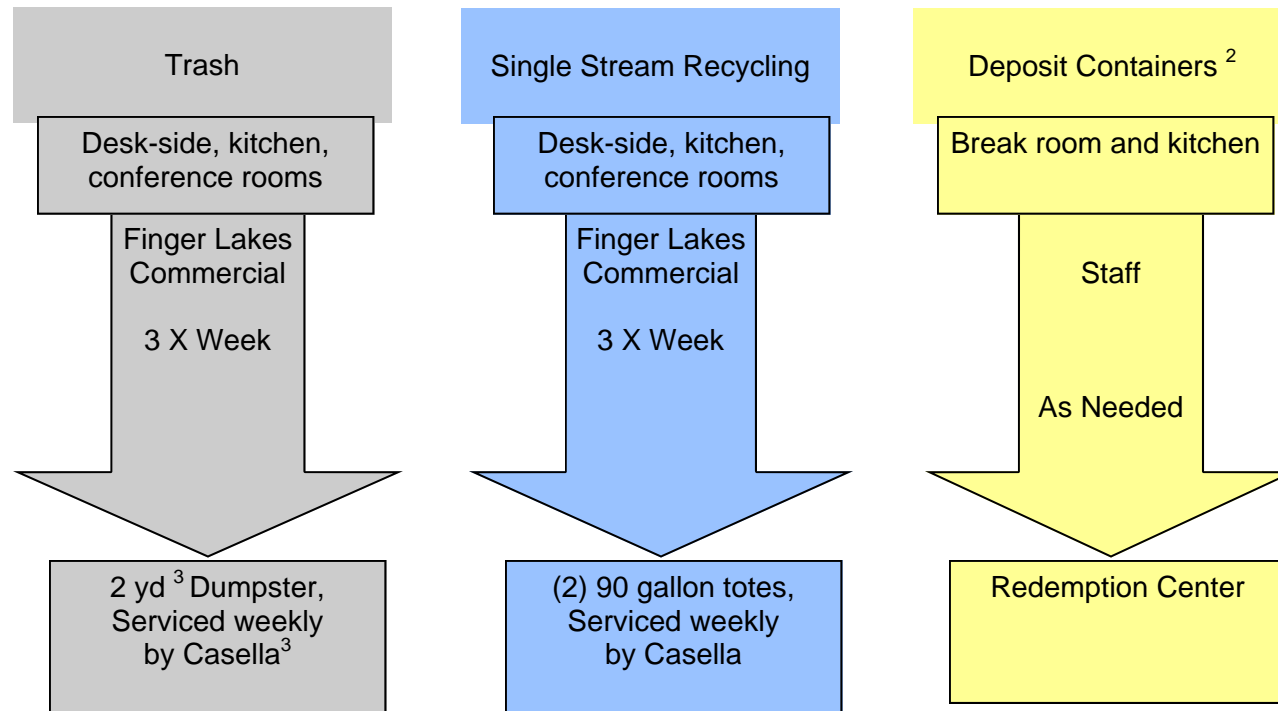 Trash
Desk-side, kitchen,
conference rooms
Finger Lakes
Commercial
3 X Week
2 yd ³ Dumpster,
Serviced weekly
by Casella³
Single Stream Recycling
Desk-side, kitchen,
conference rooms
Finger Lakes
Commercial
3 X Week
(2) 90 gallon totes,
Serviced weekly
by Casella
Deposit Containers ²
Break room and kitchen
Staff
As Needed
Redemption Center